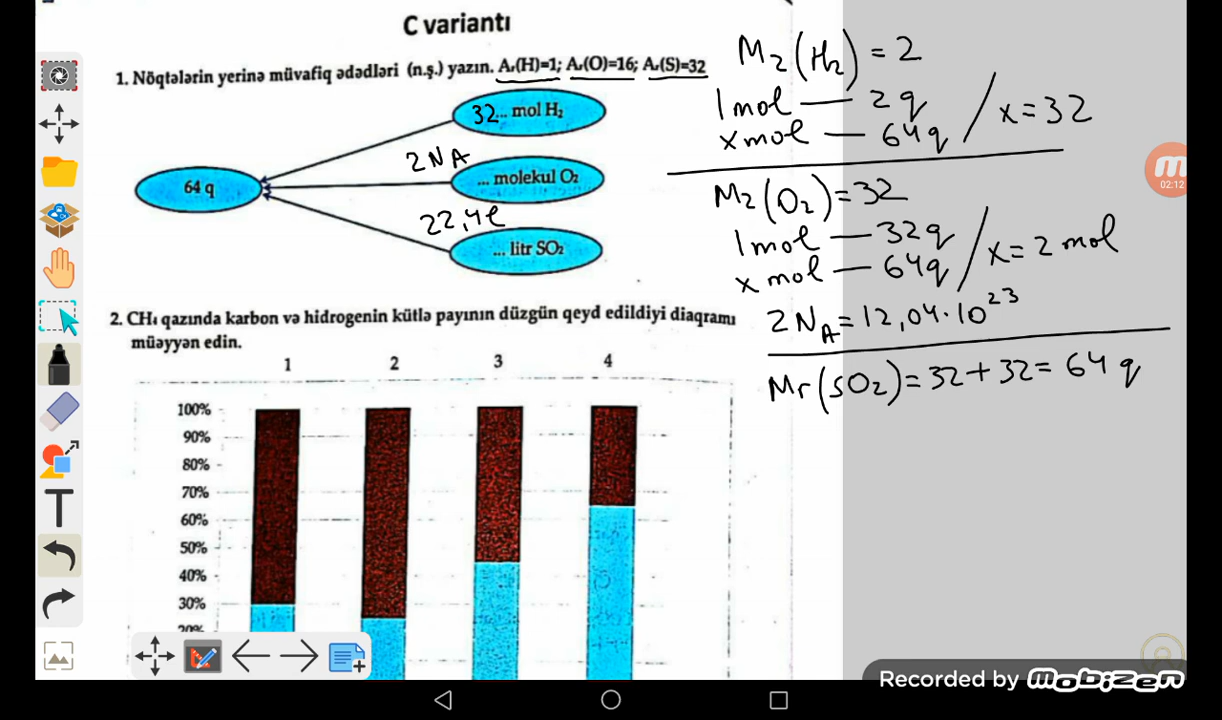 C variantı
1. Nöqtələrin yerinə müvafiq ədədləri (n.ş.) yazın. Aᵣ(H)=1; Aᵣ(O)=16; Aᵣ(S)=32
32... mol H₂
2NA
64 q
... molekul O₂
22,4l
... litr SO₂
2. CH₄ qazında karbon və hidrogenin kütlə payının düzgün qeyd edildiyi diaqramı
müəyyən edin.
1 2 3 4
100%
90%
80%
70%
60%
50%
40%
30%
20%
Mr(H₂)=2
1mol — 2q
x mol — 64q / x=32
Mr(O₂)=32
1mol — 32q
x mol — 64q / x=2 mol
2NA=12,04·10²³
Mr(SO₂)=32+32=64 q
02:12
T
Recorded by mobizen